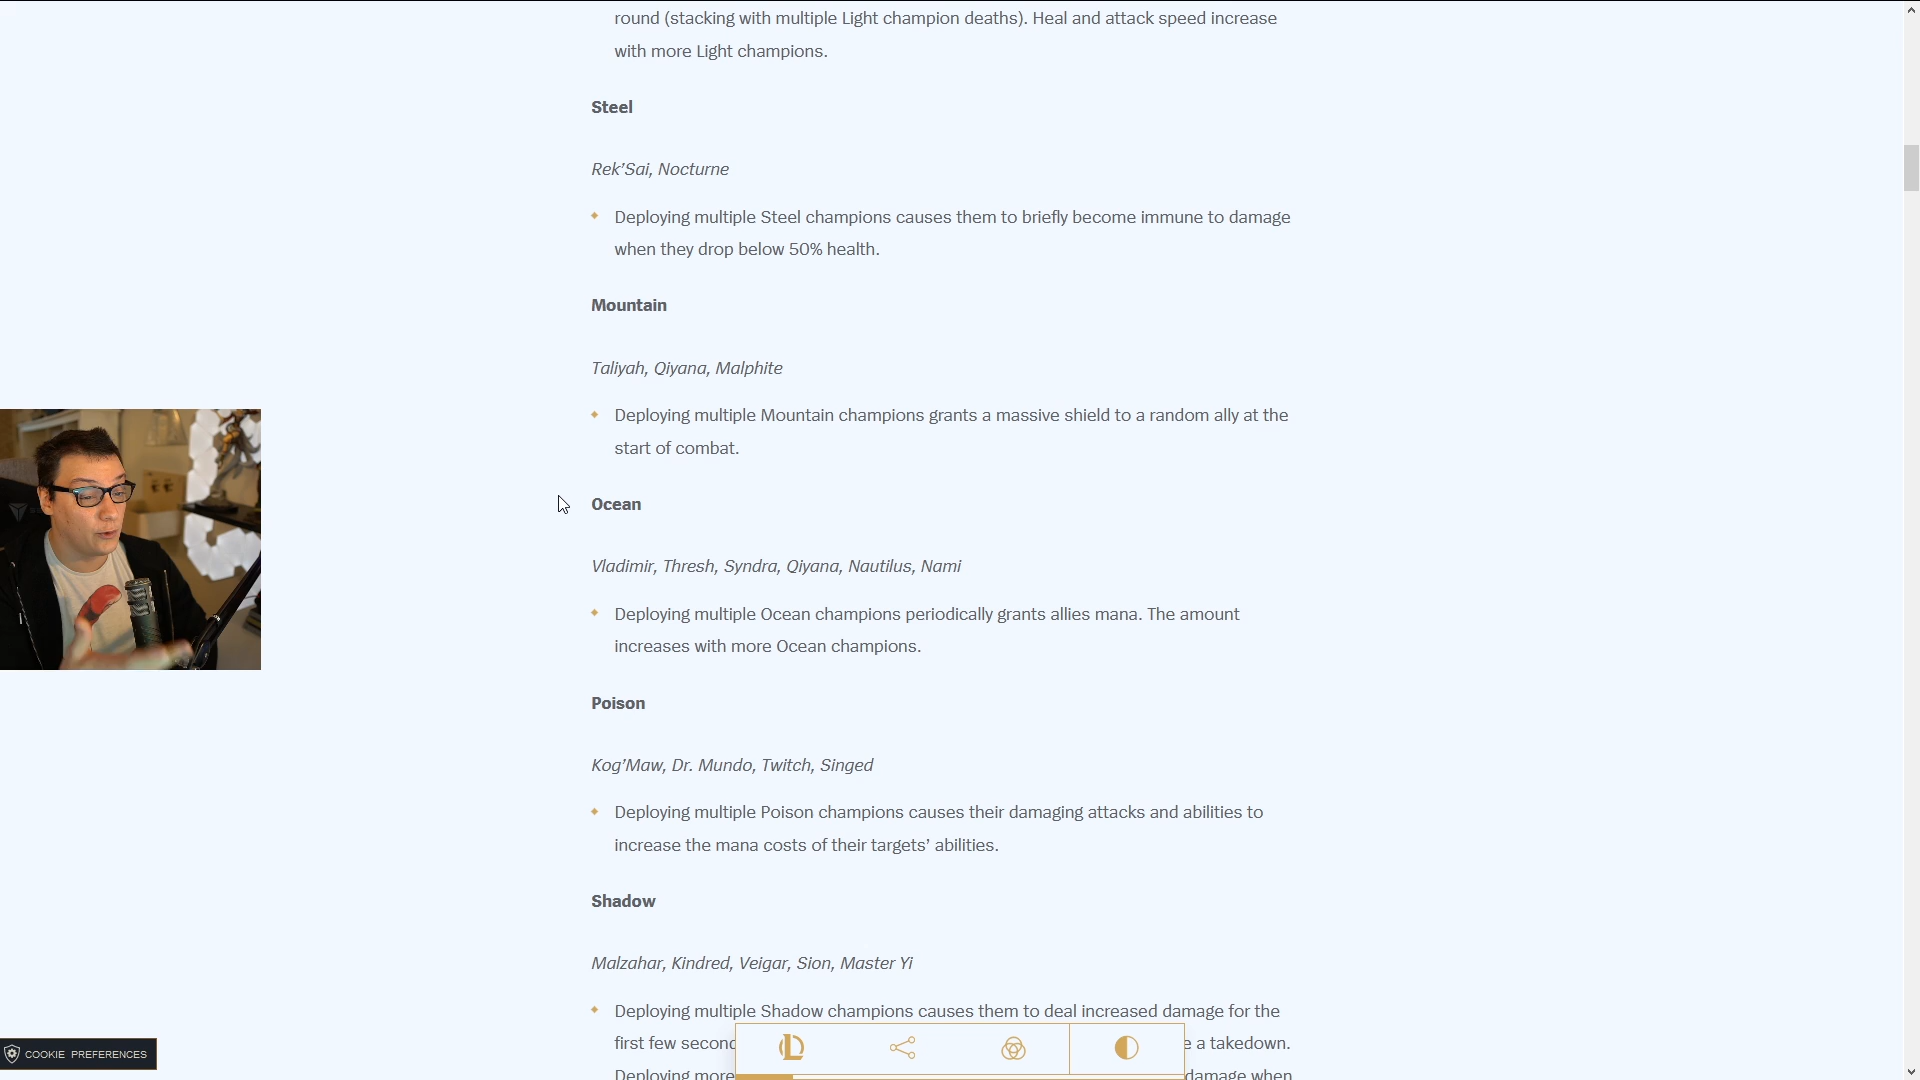 round (stacking with multiple Light champion deaths). Heal and attack speed increase
with more Light champions.
Steel
Rek’Sai, Nocturne
Deploying multiple Steel champions causes them to briefly become immune to damage
when they drop below 50% health.
Mountain
Taliyah, Qiyana, Malphite
Deploying multiple Mountain champions grants a massive shield to a random ally at the
start of combat.
Ocean
Vladimir, Thresh, Syndra, Qiyana, Nautilus, Nami
Deploying multiple Ocean champions periodically grants allies mana. The amount
increases with more Ocean champions.
Poison
Kog’Maw, Dr. Mundo, Twitch, Singed
Deploying multiple Poison champions causes their damaging attacks and abilities to
increase the mana costs of their targets’ abilities.
Shadow
Malzahar, Kindred, Veigar, Sion, Master Yi
Deploying multiple Shadow champions causes them to deal increased damage for the
first few a takedown.
Deploying more damage when
COOKIE PREFERENCES